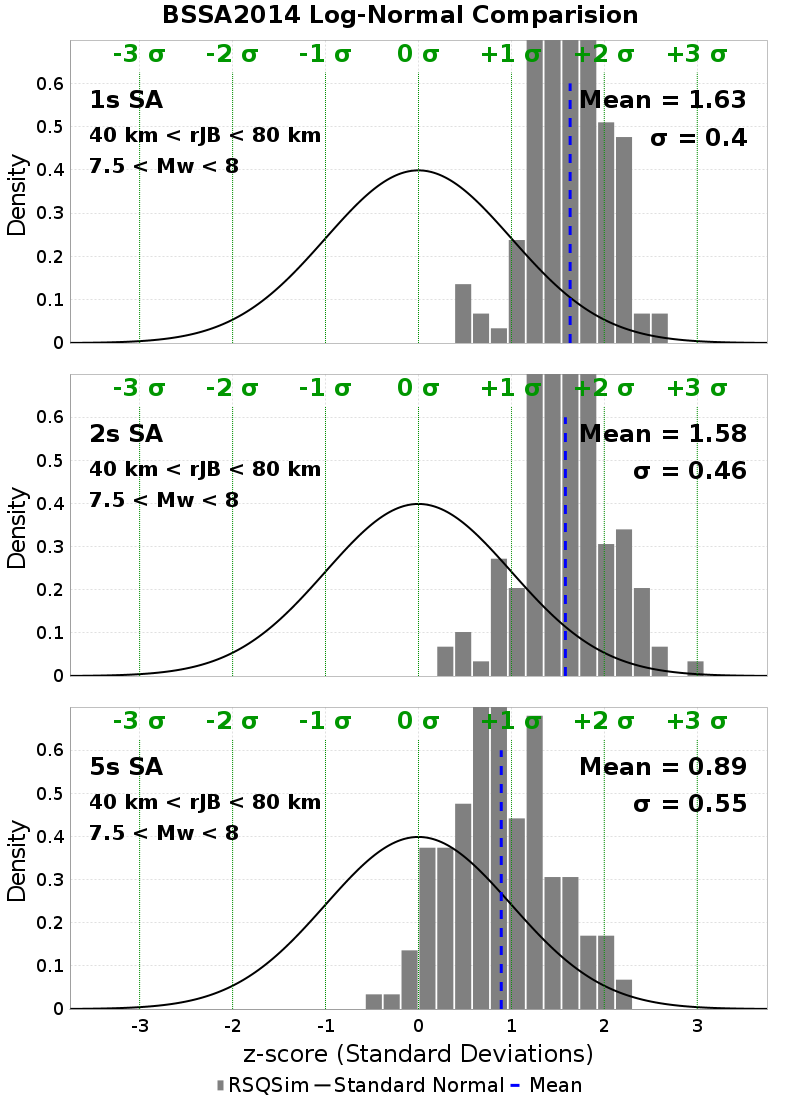 BSSA2014 Log-Normal Comparision
-3 σ -2 σ -1 σ 0 σ +1 σ +2 σ +3 σ
0.6
1s SA Mean = 1.63
0.5
40 km < rJB < 80 km σ = 0.4
7.5 < Mw < 8
0.4
0.3
0.2
0.1
0
Density
-3 σ -2 σ -1 σ 0 σ +1 σ +2 σ +3 σ
0.6
2s SA Mean = 1.58
0.5
40 km < rJB < 80 km σ = 0.46
7.5 < Mw < 8
0.4
0.3
0.2
0.1
0
Density
-3 σ -2 σ -1 σ 0 σ +1 σ +2 σ +3 σ
0.6
5s SA Mean = 0.89
0.5
40 km < rJB < 80 km σ = 0.55
7.5 < Mw < 8
0.4
0.3
0.2
0.1
0
Density
-3 -2 -1 0 1 2 3
z-score (Standard Deviations)
RSQSim Standard Normal Mean